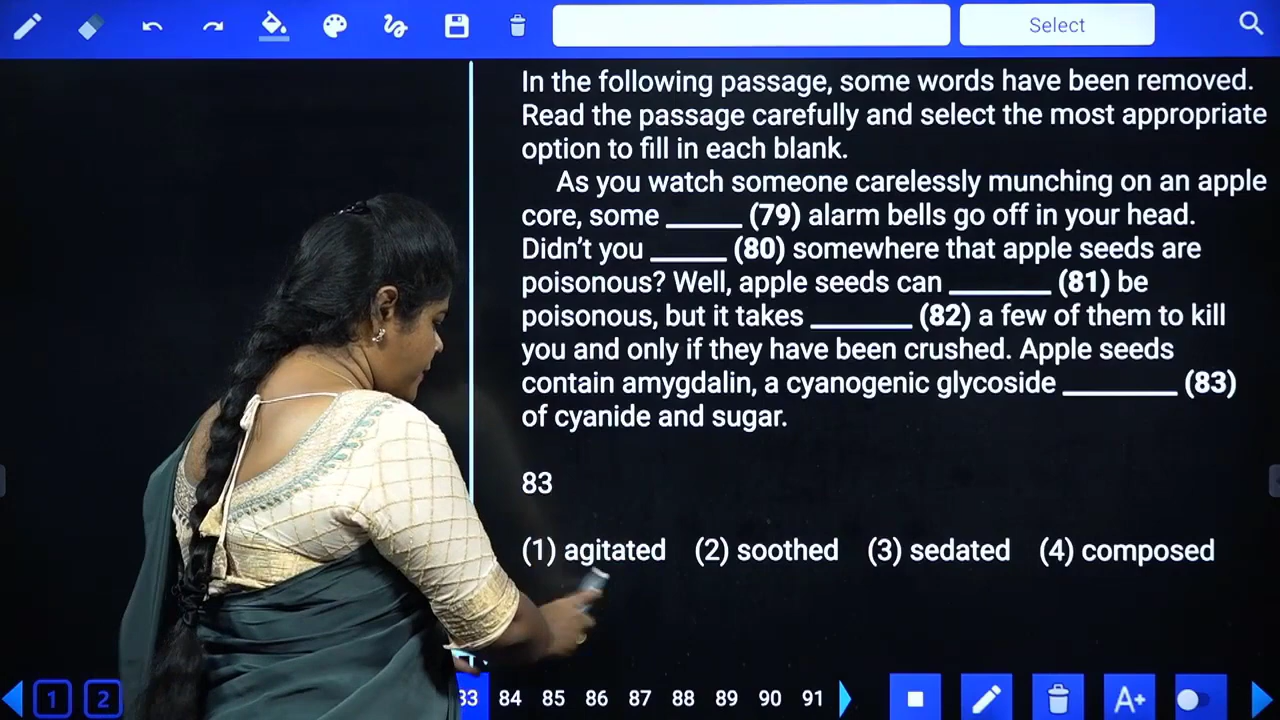 Select
In the following passage, some words have been removed.
Read the passage carefully and select the most appropriate
option to fill in each blank.
As you watch someone carelessly munching on an apple
core, some _____ (79) alarm bells go off in your head.
Didn’t you _____ (80) somewhere that apple seeds are
poisonous? Well, apple seeds can _______ (81) be
poisonous, but it takes _______ (82) a few of them to kill
you and only if they have been crushed. Apple seeds
contain amygdalin, a cyanogenic glycoside ________ (83)
of cyanide and sugar.
83
(1) agitated (2) soothed (3) sedated (4) composed
1 2 83 84 85 86 87 88 89 90 91 A+